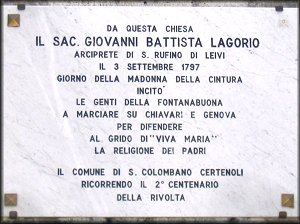 DA QUESTA CHIESA
IL SAC. GIOVANNI BATTISTA LAGORIO
ARCIPRETE DI S. RUFINO DI LEIVI
IL 3 SETTEMBRE 1797
GIORNO DELLA MADONNA DELLA CINTURA
INCITO'
LE GENTI DELLA FONTANABUONA
A MARCIARE SU CHIAVARI E GENOVA
PER DIFENDERE
AL GRIDO DI "VIVA MARIA"
LA RELIGIONE DEI PADRI
IL COMUNE DI S. COLOMBANO CERTENOLI
RICORRENDO IL 2° CENTENARIO
DELLA RIVOLTA